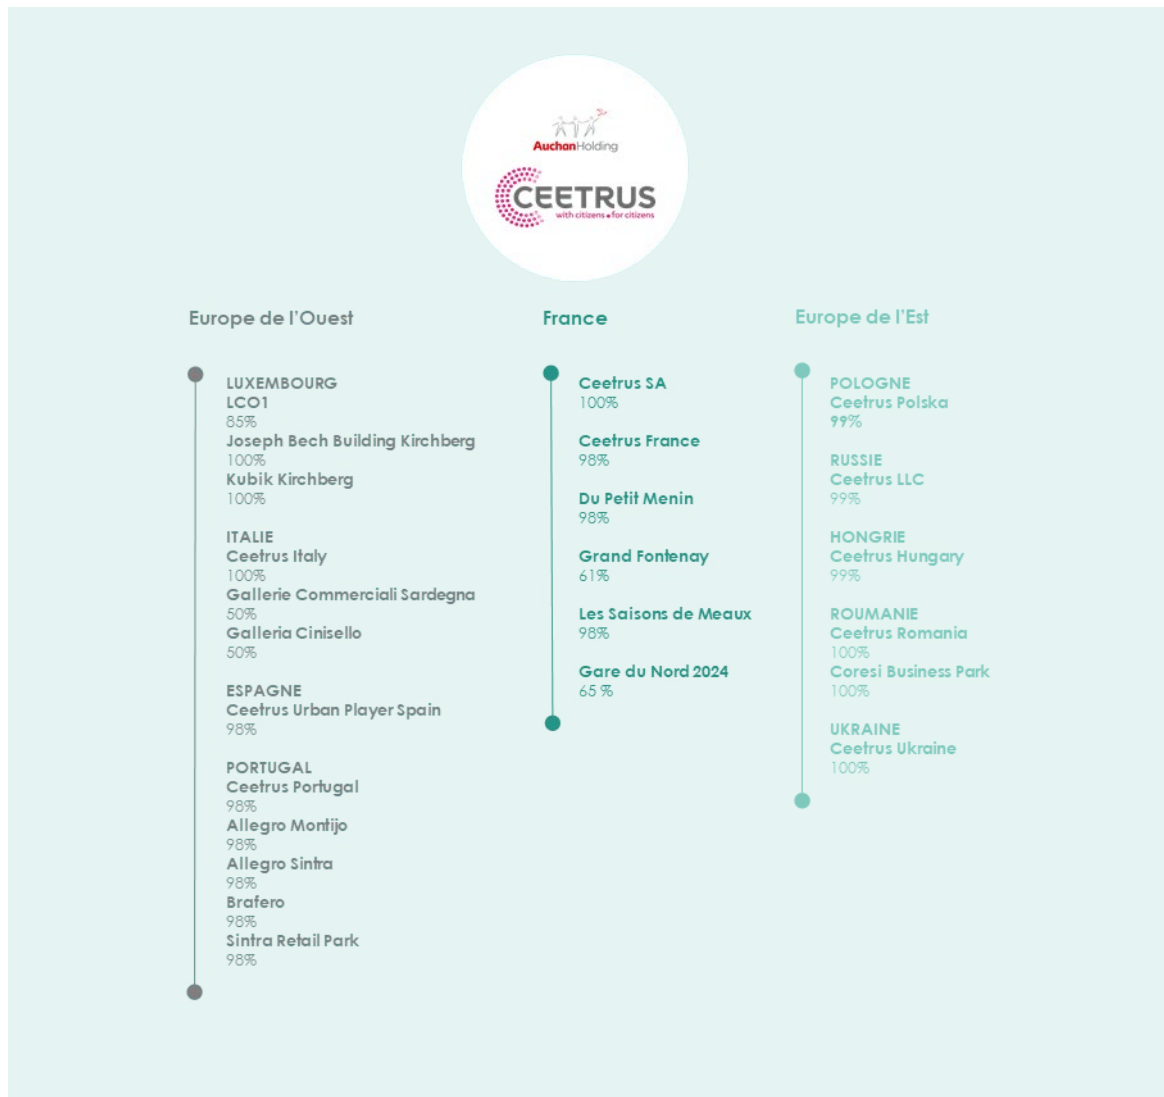 AuchanHolding
CEETRUS
with citizens • for citizens
Europe de l'Ouest
LUXEMBOURG
LCO1
85%
Joseph Bech Building Kirchberg
100%
Kubik Kirchberg
100%
ITALIE
Ceetrus Italy
100%
Gallerie Commerciali Sardegna
50%
Galleria Cinisello
50%
ESPAGNE
Ceetrus Urban Player Spain
98%
PORTUGAL
Ceetrus Portugal
98%
Allegro Montijo
98%
Allegro Sintra
98%
Brafero
98%
Sintra Retail Park
98%
France
Ceetrus SA
100%
Ceetrus France
98%
Du Petit Menin
98%
Grand Fontenay
61%
Les Saisons de Meaux
98%
Gare du Nord 2024
65 %
Europe de l'Est
POLOGNE
Ceetrus Polska
99%
RUSSIE
Ceetrus LLC
99%
HONGRIE
Ceetrus Hungary
99%
ROUMANIE
Ceetrus Romania
100%
Coresi Business Park
100%
UKRAINE
Ceetrus Ukraine
100%